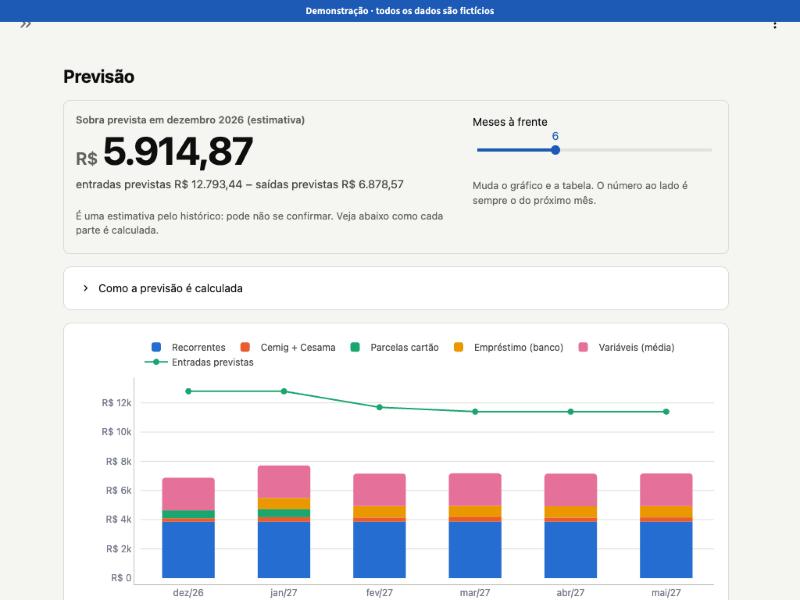 Demonstração · todos os dados são fictícios
Previsão
Sobra prevista em dezembro 2026 (estimativa)
R$ 5.914,87
entradas previstas R$ 12.793,44 – saídas previstas R$ 6.878,57
É uma estimativa pelo histórico: pode não se confirmar. Veja abaixo como cada
parte é calculada.
Meses à frente
6
Muda o gráfico e a tabela. O número ao lado é
sempre o do próximo mês.
Como a previsão é calculada
Recorrentes Cemig + Cesama Parcelas cartão Empréstimo (banco) Variáveis (média)
Entradas previstas
R$ 12k
R$ 10k
R$ 8k
R$ 6k
R$ 4k
R$ 2k
R$ 0
dez/26 jan/27 fev/27 mar/27 abr/27 mai/27